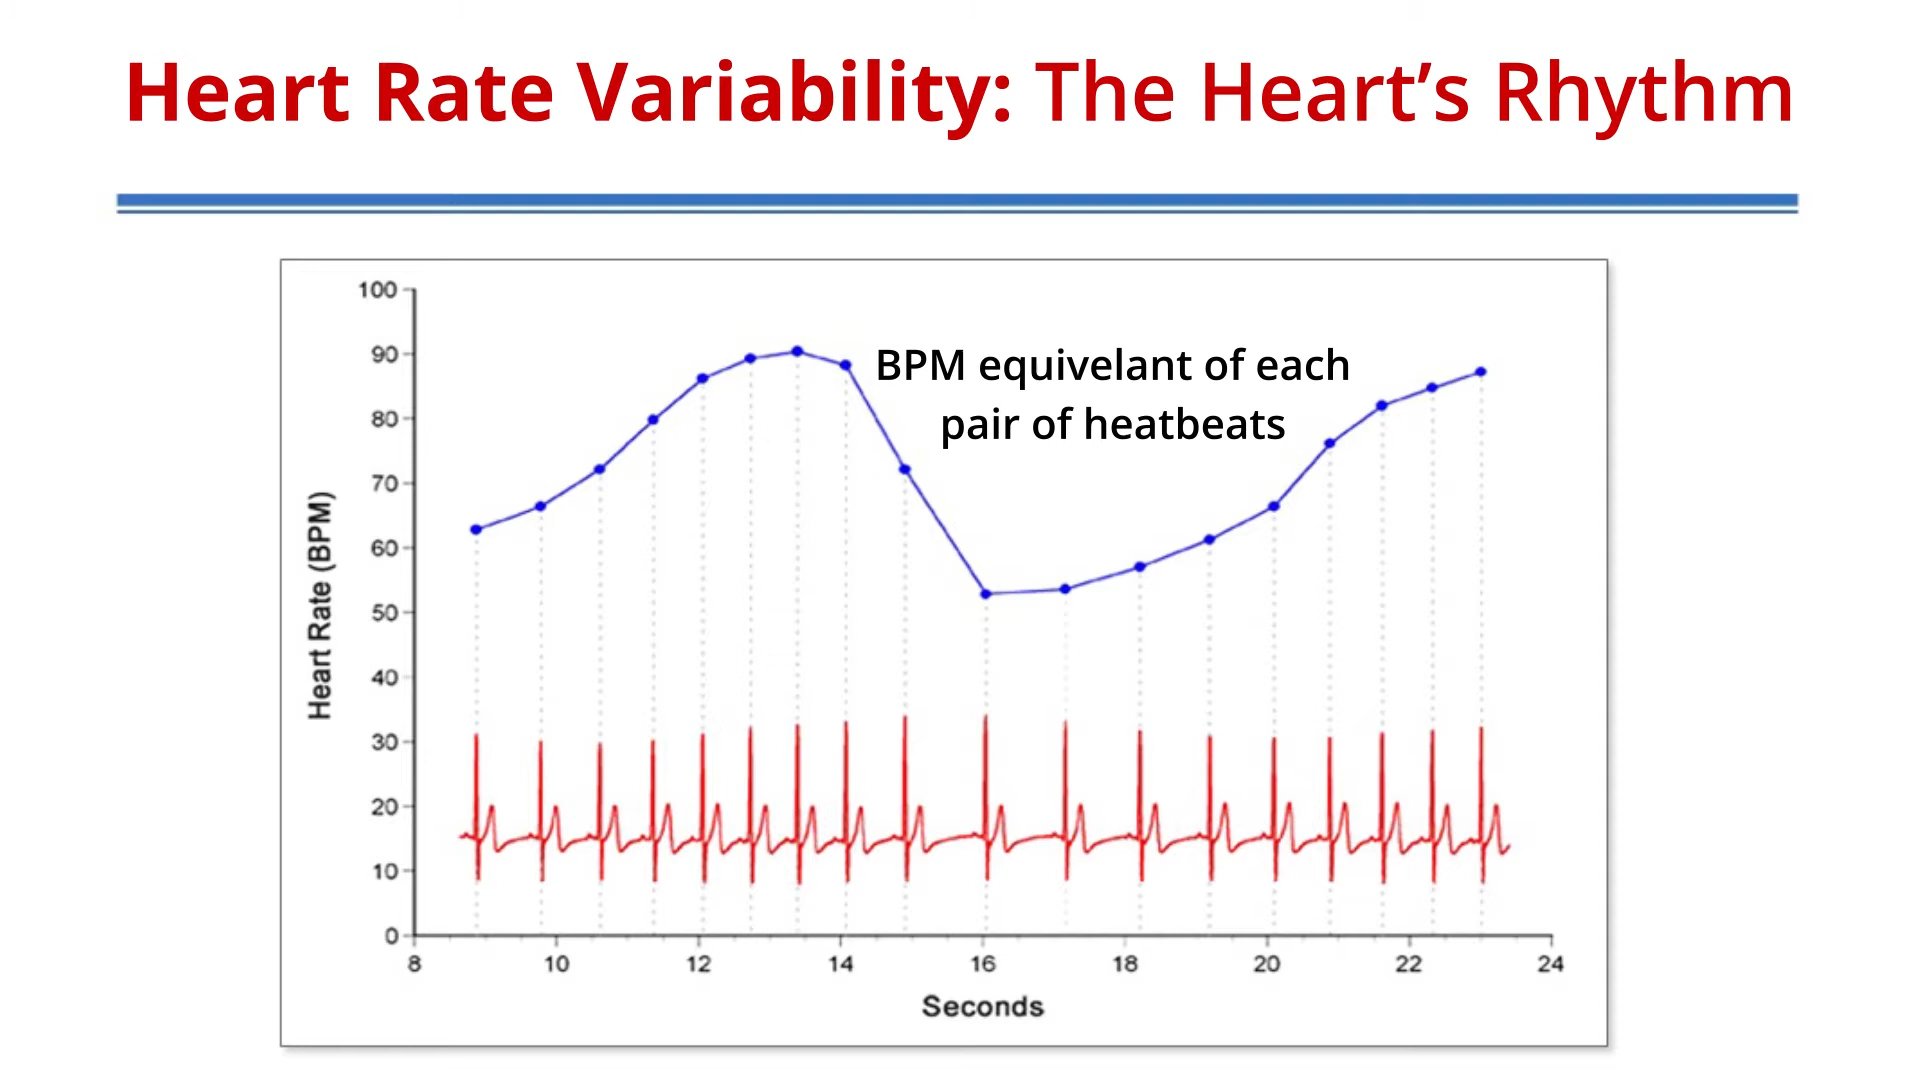 Heart Rate Variability: The Heart’s Rhythm
BPM equivelant of each
pair of heatbeats
Heart Rate (BPM)
100
90
80
70
60
50
40
30
20
10
0
8 10 12 14 16 18 20 22 24
Seconds